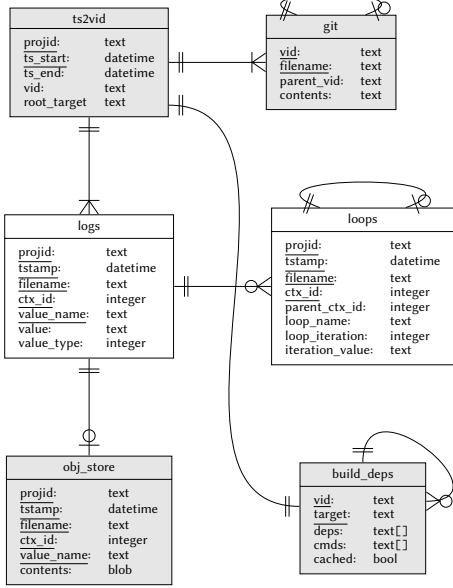 ts2vid
projid: text
ts_start: datetime
ts_end: datetime
vid: text
root_target text
git
vid: text
filename: text
parent_vid: text
contents: text
logs
projid: text
tstamp: datetime
filename: text
ctx_id: integer
value_name: text
value: text
value_type: integer
loops
projid: text
tstamp: datetime
filename: text
ctx_id: integer
parent_ctx_id: integer
loop_name: text
loop_iteration: integer
iteration_value: text
obj_store
projid: text
tstamp: datetime
filename: text
ctx_id: integer
value_name: text
contents: blob
build_deps
vid: text
target: text
deps: text[]
cmds: text[]
cached: bool